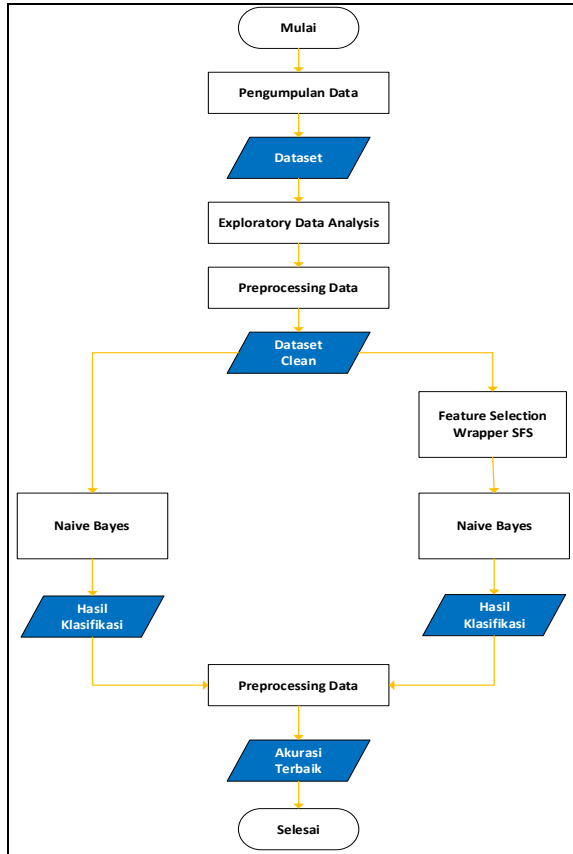 Mulai
Pengumpulan Data
Dataset
Exploratory Data Analysis
Preprocessing Data
Dataset
Clean
Feature Selection
Wrapper SFS
Naive Bayes
Naive Bayes
Hasil
Klasifikasi
Hasil
Klasifikasi
Preprocessing Data
Akurasi
Terbaik
Selesai